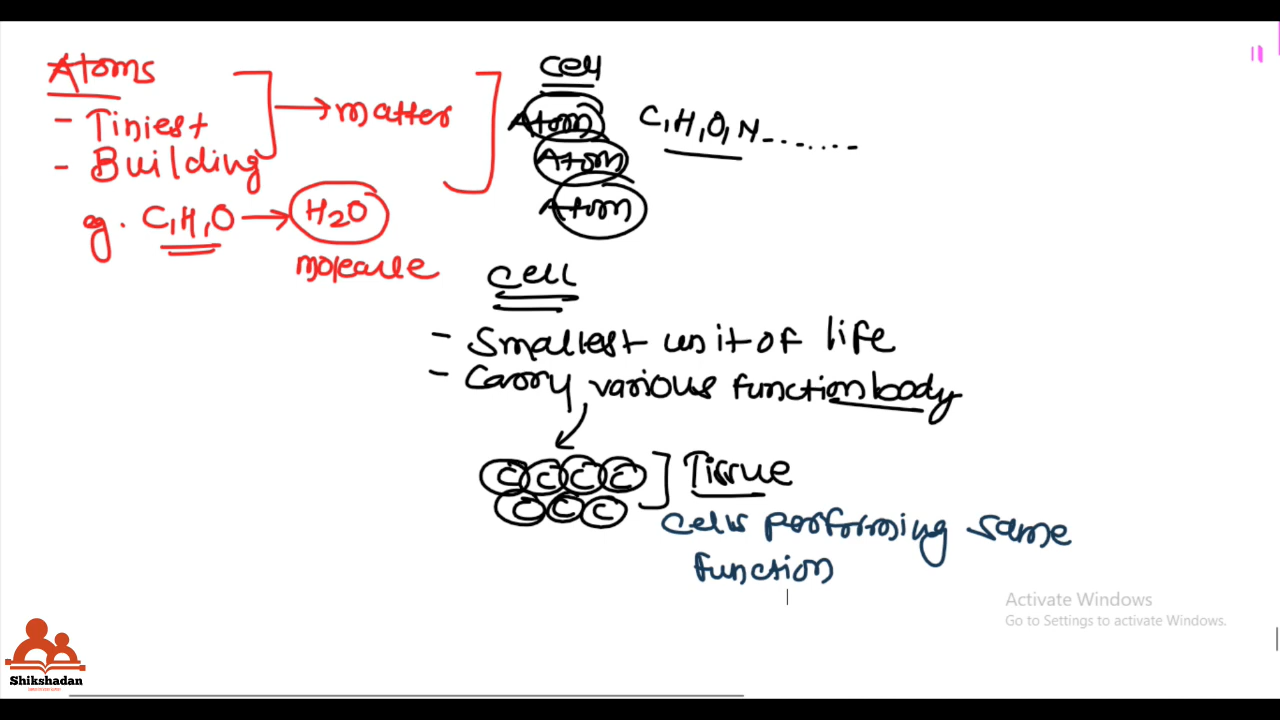 Atoms
- Tiniest
- Building
→ matter
eg. C,H,O → H2O
molecule
Cell
Atom
C,H,O,N-.......
Atom
Atom
Cell
- Smallest unit of life
- Carry various function body
C C C C
C C C
Tissue
Cells performing same
function
Activate Windows
Go to Settings to activate Windows.
Shikshadan